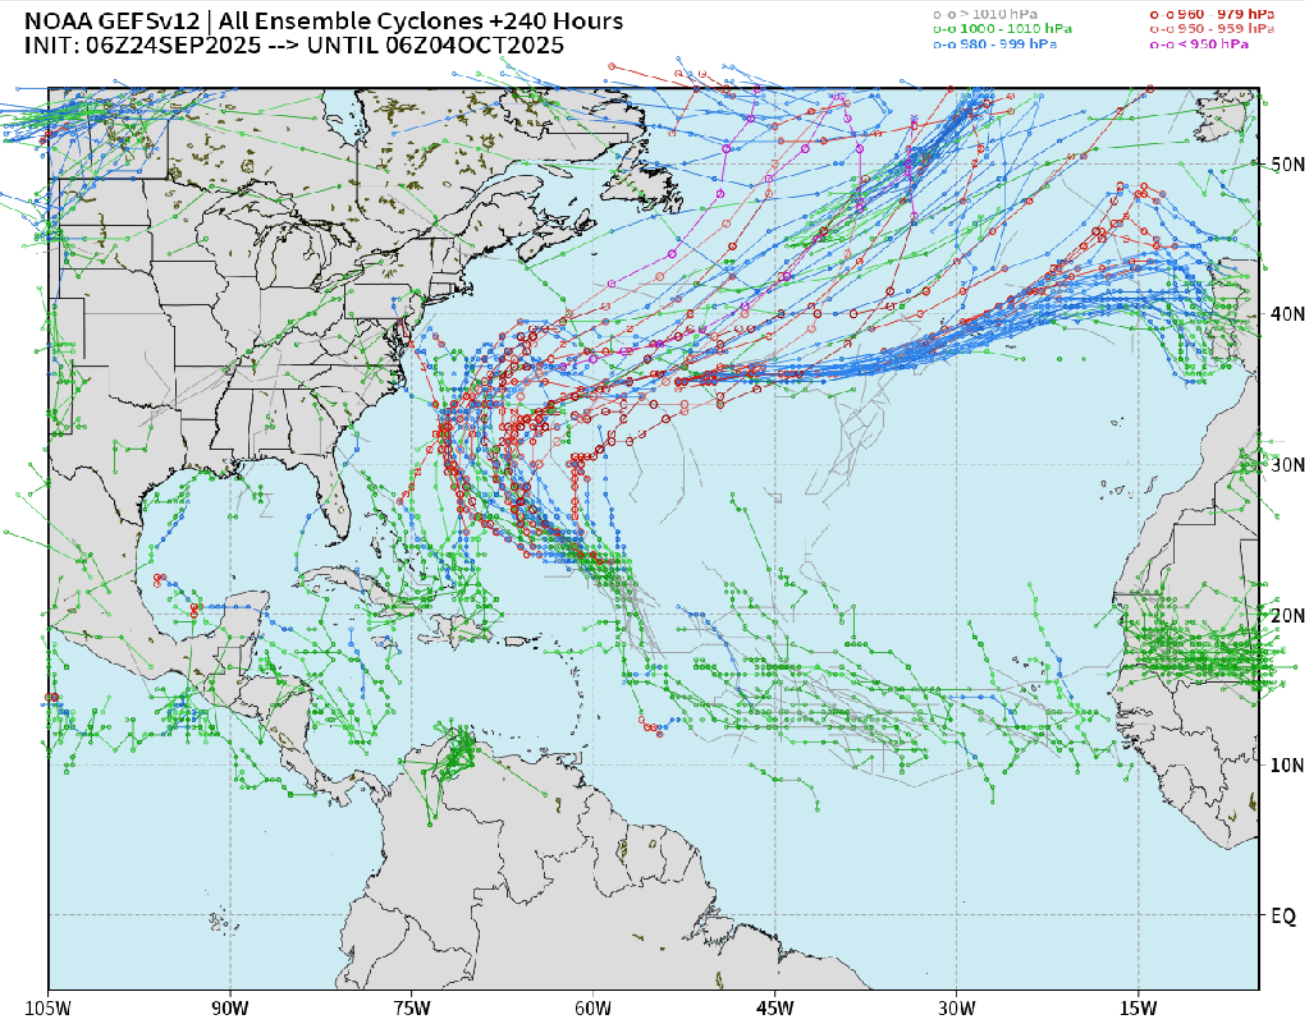 NOAA GEFSv12 | All Ensemble Cyclones +240 Hours
INIT: 06Z24SEP2025 --> UNTIL 06Z04OCT2025
o-o > 1010 hPa
o-o 1000 - 1010 hPa
o-o 980 - 999 hPa
o-o 960 - 979 hPa
o-o 950 - 959 hPa
o-o < 950 hPa
50N
40N
30N
20N
10N
EQ
105W 90W 75W 60W 45W 30W 15W